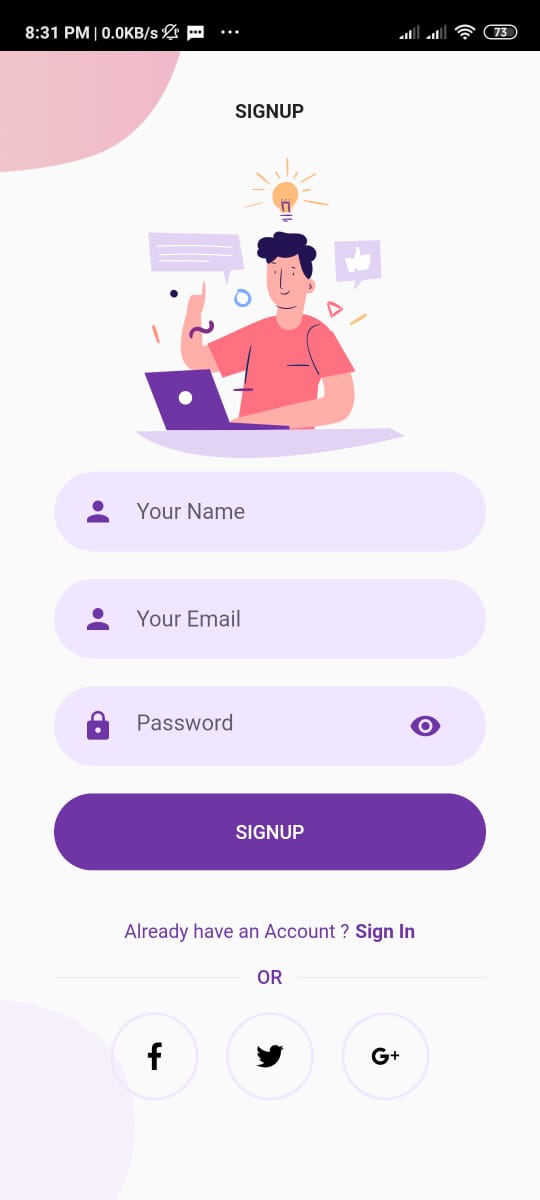 8:31 PM | 0.0KB/s ... 73
SIGNUP
Your Name
Your Email
Password
SIGNUP
Already have an Account ? Sign In
OR
G+